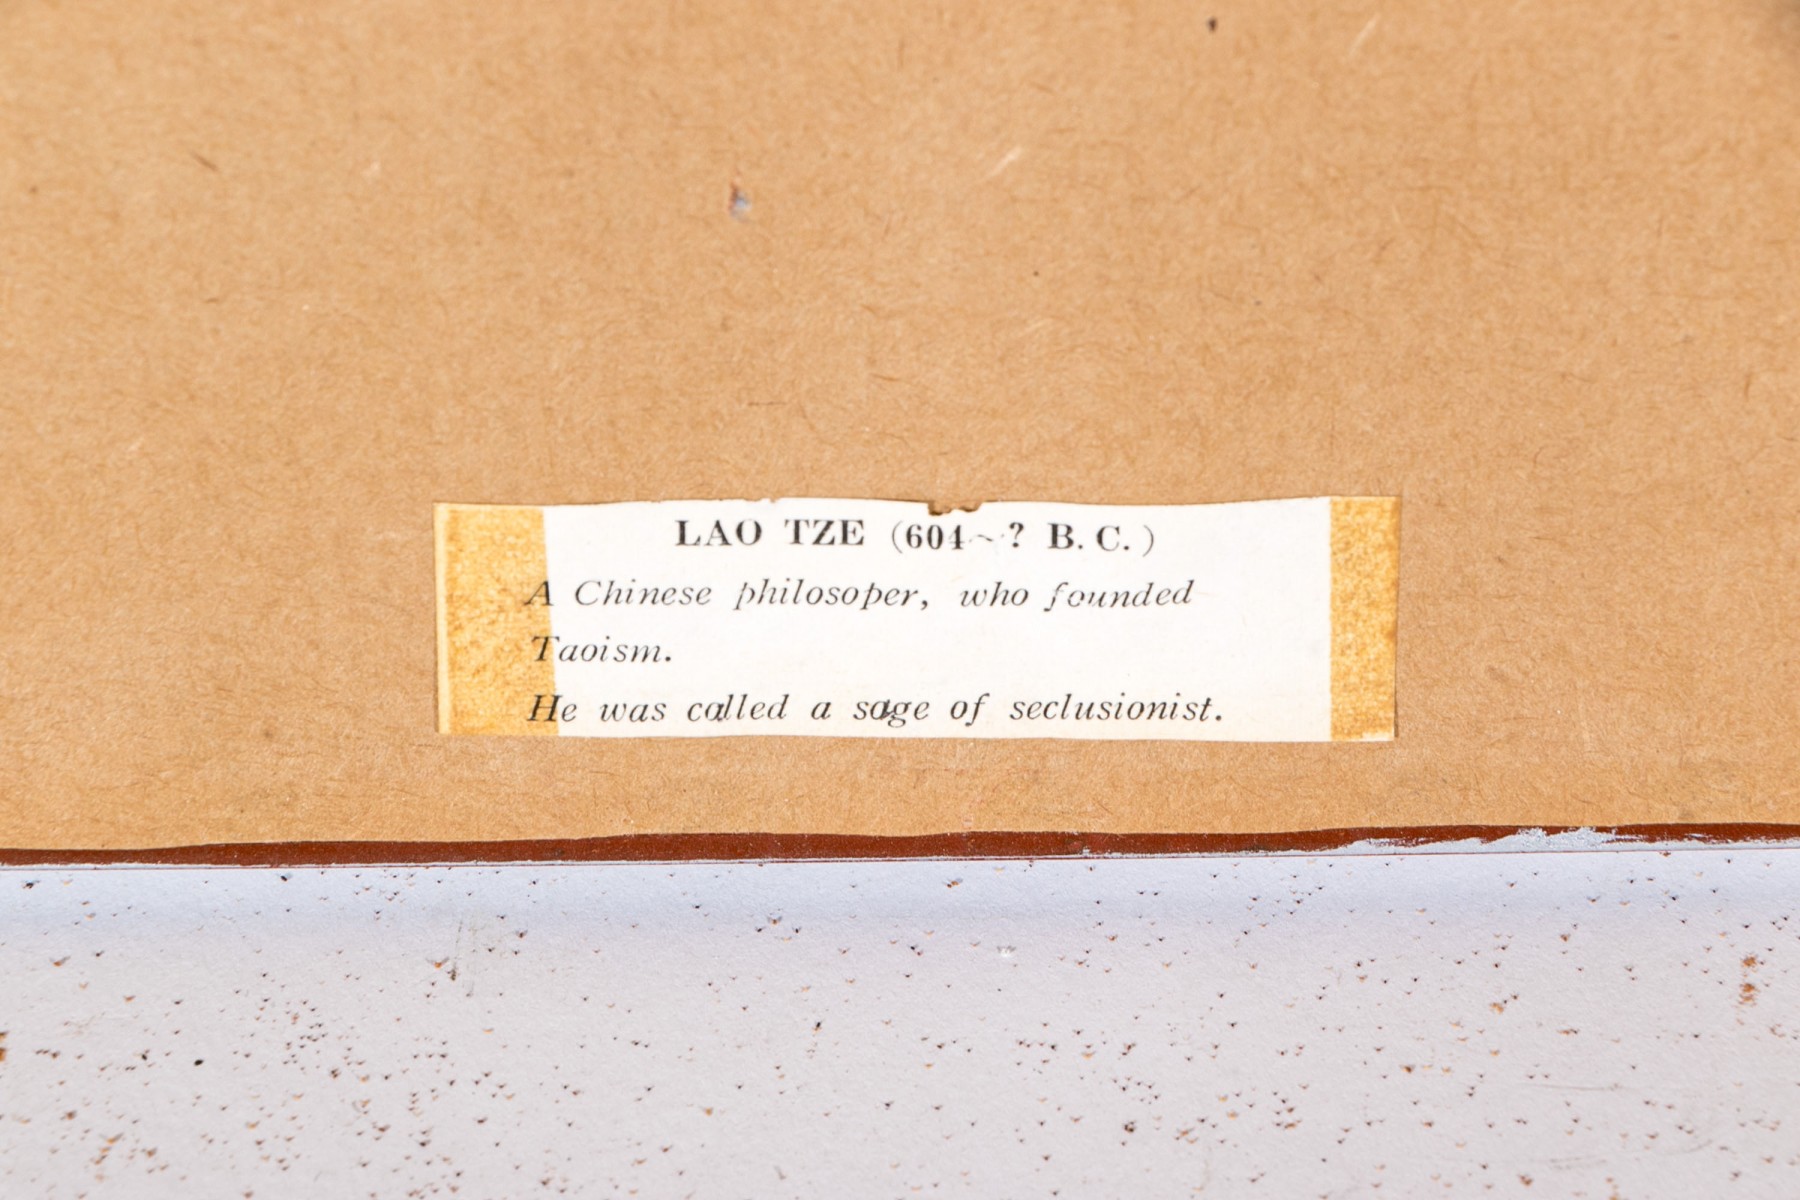 LAO TZE (604~? B.C.)
A Chinese philosoper, who founded
Taoism.
He was called a sage of seclusionist.